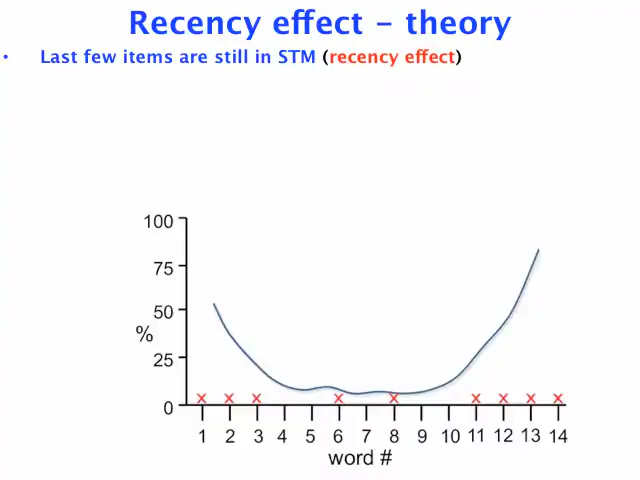 Recency effect – theory
• Last few items are still in STM (recency effect)
100
75
50
%
25
0
× × × × × × × × ×
1 2 3 4 5 6 7 8 9 10 11 12 13 14
word #